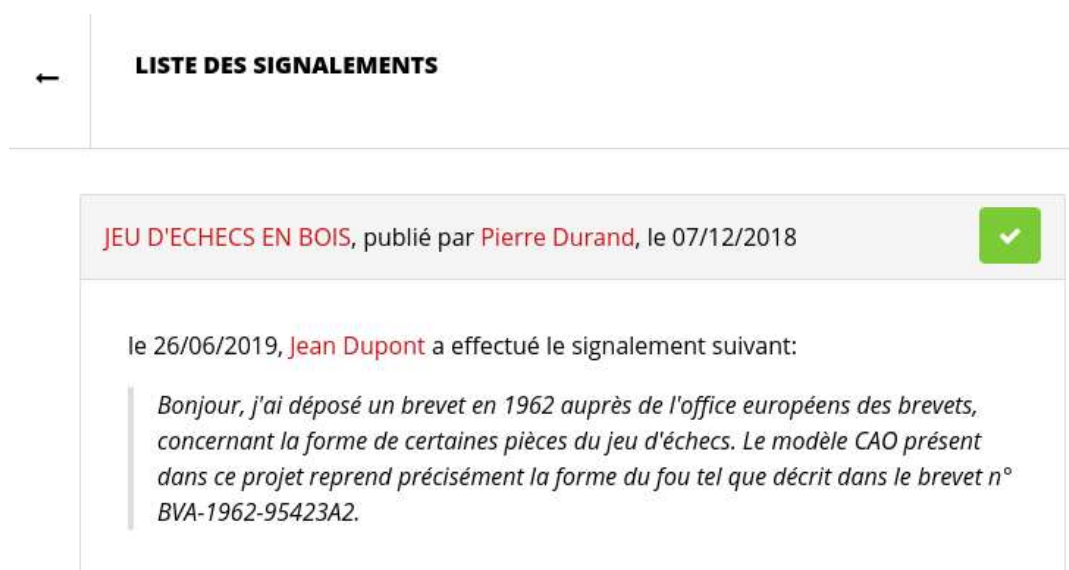 LISTE DES SIGNALEMENTS
JEU D'ECHECS EN BOIS, publié par Pierre Durand, le 07/12/2018
le 26/06/2019, Jean Dupont a effectué le signalement suivant:
Bonjour, j'ai déposé un brevet en 1962 auprès de l'office européens des brevets,
concernant la forme de certaines pièces du jeu d'échecs. Le modèle CAO présent
dans ce projet reprend précisément la forme du fou tel que décrit dans le brevet n°
BVA-1962-95423A2.